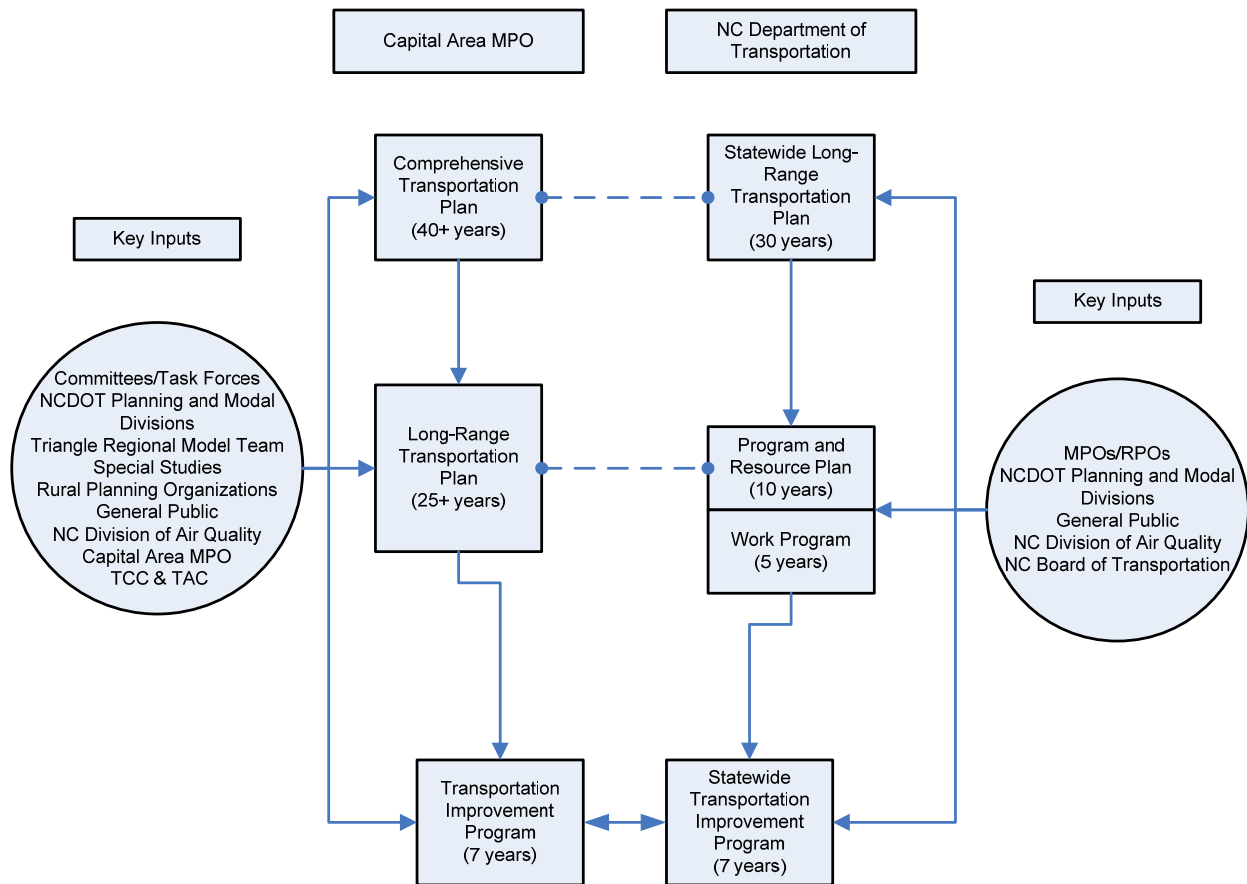 Capital Area MPO
NC Department of
Transportation
Comprehensive
Transportation
Plan
(40+ years)
Statewide Long-
Range
Transportation
Plan
(30 years)
Key Inputs
Key Inputs
Committees/Task Forces
NCDOT Planning and Modal
Divisions
Triangle Regional Model Team
Special Studies
Rural Planning Organizations
General Public
NC Division of Air Quality
Capital Area MPO
TCC & TAC
Long-Range
Transportation
Plan
(25+ years)
Program and
Resource Plan
(10 years)
Work Program
(5 years)
MPOs/RPOs
NCDOT Planning and Modal
Divisions
General Public
NC Division of Air Quality
NC Board of Transportation
Transportation
Improvement
Program
(7 years)
Statewide
Transportation
Improvement
Program
(7 years)